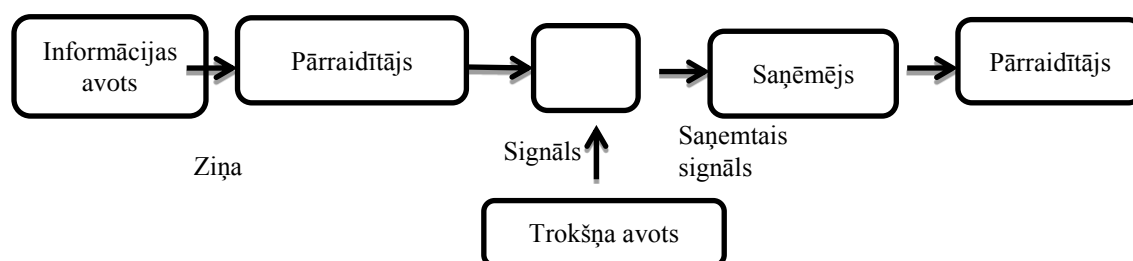 Informācijas
avots
Pārraidītājs
Saņēmējs
Pārraidītājs
Ziņa
Signāls
Saņemtais
signāls
Trokšņa avots